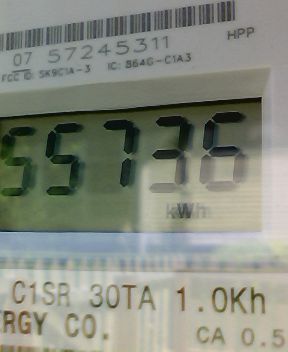 07 57245311
HPP
FCC ID: SK9C1A-3 IC: 864G-C1A3
55736
kWh
C1SR 30TA 1.0Kh
RGY CO.
CA 0.5